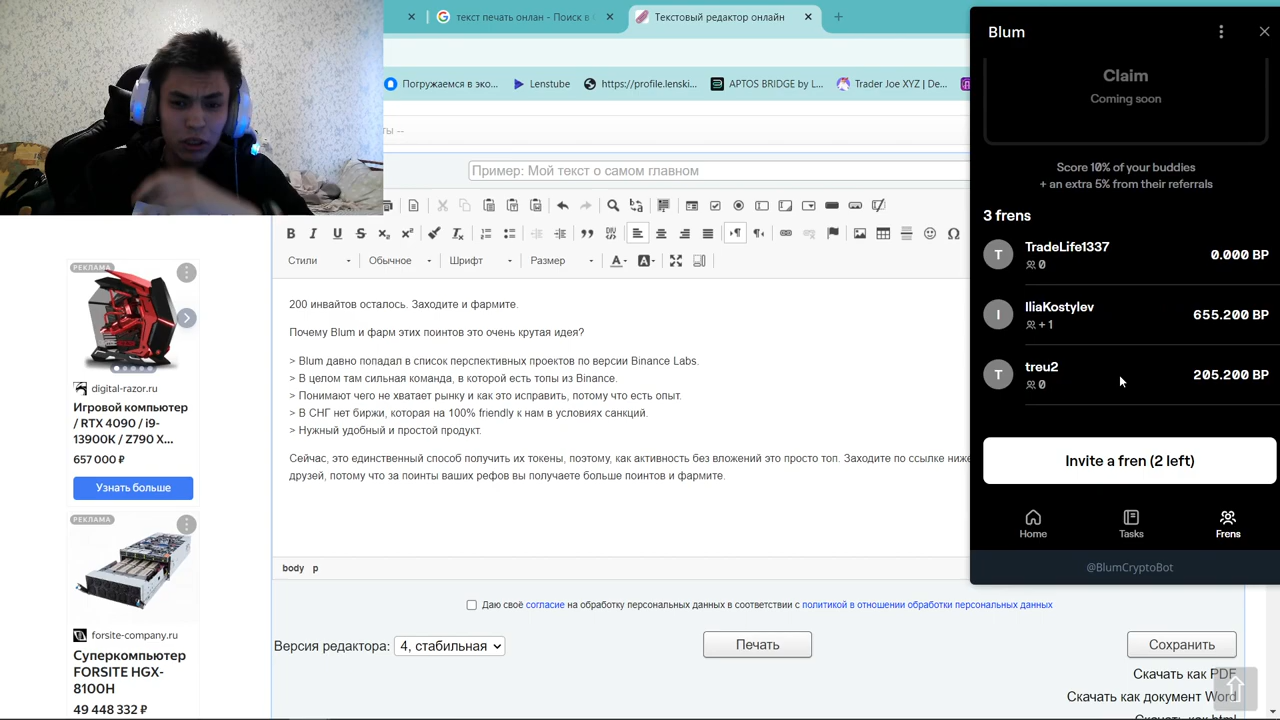 текст печать онлан - Поиск в С
Текстовый редактор онлайн
Погружаемся в эко...
Lenstube
https://profile.lenski...
APTOS BRIDGE by L...
Trader Joe XYZ | De...
ты --
Пример: Мой текст о самом главном
Стили
Обычное
Шрифт
Размер
200 инвайтов осталось. Заходите и фармите.
Почему Blum и фарм этих поинтов это очень крутая идея?
> Blum давно попадал в список перспективных проектов по версии Binance Labs.
> В целом там сильная команда, в которой есть топы из Binance.
> Понимают чего не хватает рынку и как это исправить, потому что есть опыт.
> В СНГ нет биржи, которая на 100% friendly к нам в условиях санкций.
> Нужный удобный и простой продукт.
Сейчас, это единственный способ получить их токены, поэтому, как активность без вложений это просто топ. Заходите по ссылке ниже
друзей, потому что за поинты ваших рефов вы получаете больше поинтов и фармите.
body p
Даю своё согласие на обработку персональных данных в соответствии с политикой в отношении обработки персональных данных
Версия редактора: 4, стабильная
Печать
Сохранить
Скачать как PDF
Скачать как документ Word
Скачать как html
РЕКЛАМА
digital-razor.ru
Игровой компьютер
/ RTX 4090 / i9-
13900K / Z790 X...
657 000 ₽
Узнать больше
РЕКЛАМА
forsite-company.ru
Суперкомпьютер
FORSITE HGX-
8100H
49 448 332 ₽
Blum
Claim
Coming soon
Score 10% of your buddies
+ an extra 5% from their referrals
3 frens
T
TradeLife1337
0
0.000 BP
I
IliaKostylev
+ 1
655.200 BP
T
treu2
0
205.200 BP
Invite a fren (2 left)
Home
Tasks
Frens
@BlumCryptoBot